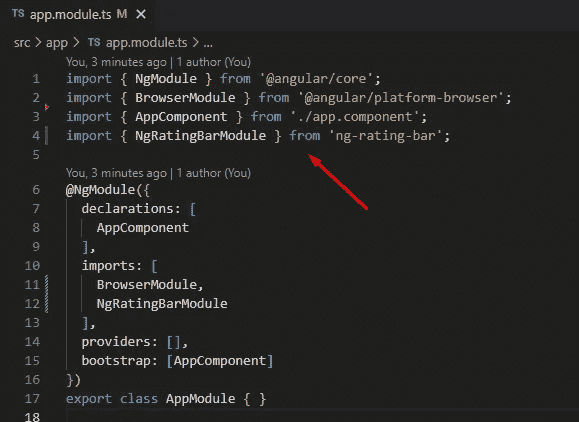 TS app.module.ts M ×
src > app > TS app.module.ts > ...
You, 3 minutes ago | 1 author (You)
1 import { NgModule } from '@angular/core';
2 import { BrowserModule } from '@angular/platform-browser';
3 import { AppComponent } from './app.component';
4 import { NgRatingBarModule } from 'ng-rating-bar';
5
You, 3 minutes ago | 1 author (You)
6 @NgModule({
7   declarations: [
8     AppComponent
9   ],
10   imports: [
11     BrowserModule,
12     NgRatingBarModule
13   ],
14   providers: [],
15   bootstrap: [AppComponent]
16 })
17 export class AppModule { }
18